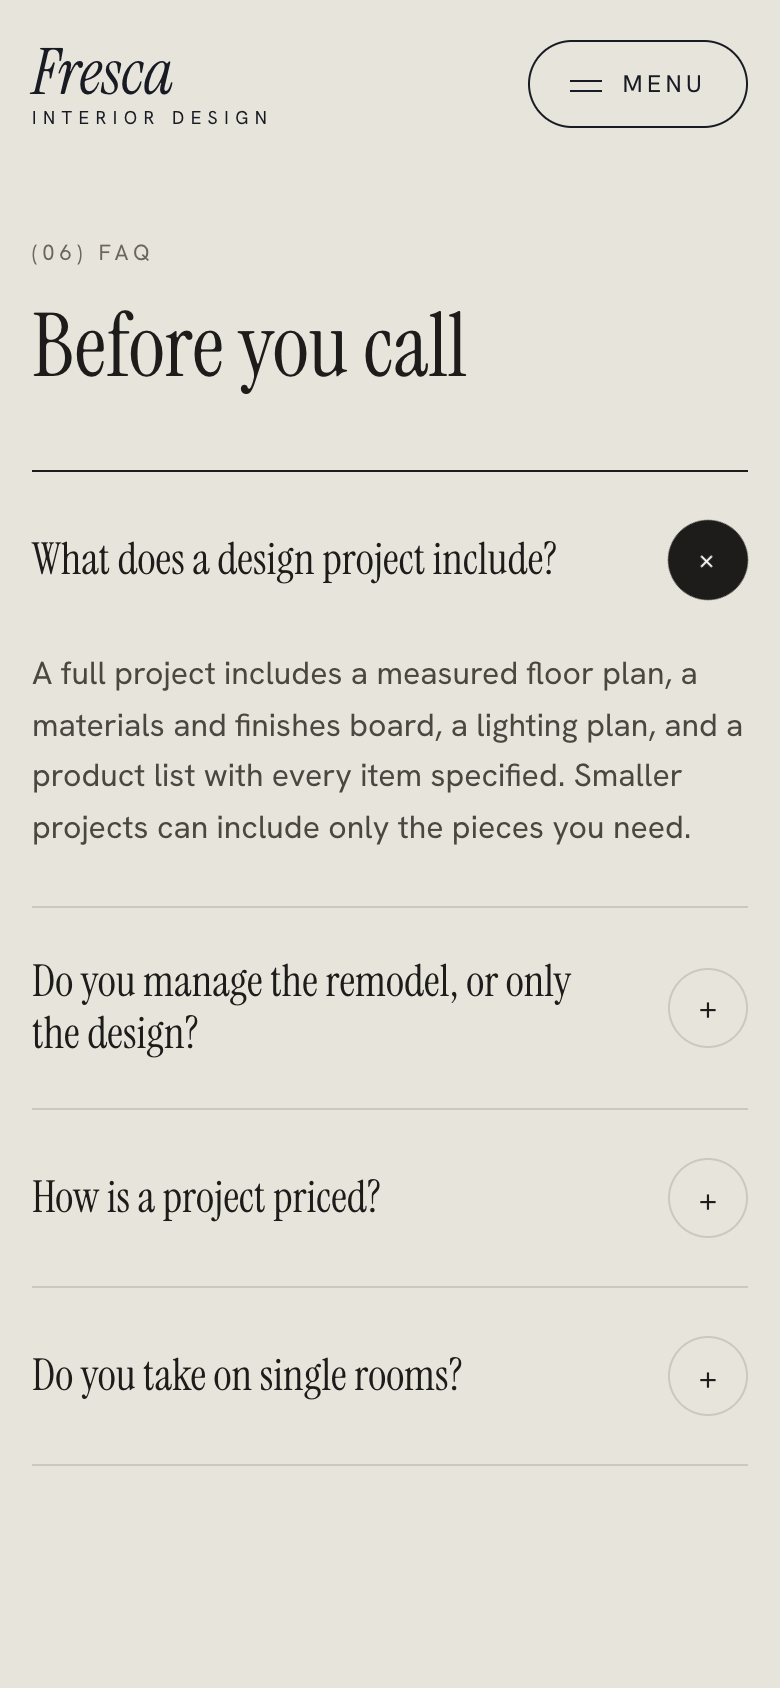 Fresca
INTERIOR DESIGN
MENU
(06) FAQ
Before you call
What does a design project include?
×
A full project includes a measured floor plan, a
materials and finishes board, a lighting plan, and a
product list with every item specified. Smaller
projects can include only the pieces you need.
Do you manage the remodel, or only
the design?
+
How is a project priced?
+
Do you take on single rooms?
+